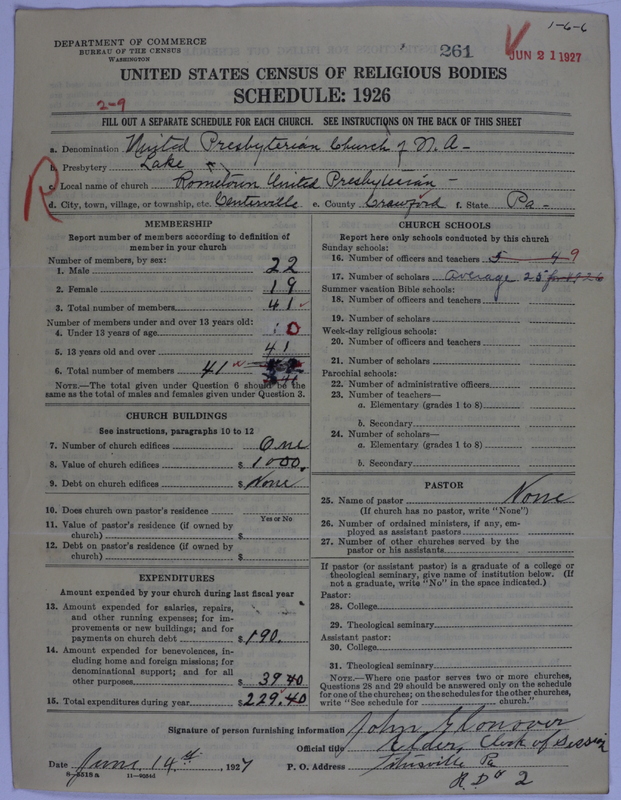 1-6-6
DEPARTMENT OF COMMERCE
BUREAU OF THE CENSUS
WASHINGTON
261
JUN 21 1927
UNITED STATES CENSUS OF RELIGIOUS BODIES
SCHEDULE: 1926
2-9
FILL OUT A SEPARATE SCHEDULE FOR EACH CHURCH. SEE INSTRUCTIONS ON THE BACK OF THIS SHEET
R
a. Denomination United Presbyterian Church of N. A-
b. Presbytery Lake
c. Local name of church Rometown United Presbyterian-
d. City, town, village, or township, etc. Centerville e. County Crawford f. State Pa-
MEMBERSHIP
Report number of members according to definition of
member in your church
Number of members, by sex:
1. Male 22
2. Female 19
3. Total number of members 41
Number of members under and over 13 years old:
4. Under 13 years of age 0
5. 13 years old and over 41
6. Total number of members 41
NOTE.—The total given under Question 6 should be the
same as the total of males and females given under Question 3.
CHURCH BUILDINGS
See instructions, paragraphs 10 to 12
7. Number of church edifices One
8. Value of church edifices $ 1000.
9. Debt on church edifices $ None
10. Does church own pastor's residence
Yes or No
11. Value of pastor's residence (if owned by
church) $
12. Debt on pastor's residence (if owned by
church) $
EXPENDITURES
Amount expended by your church during last fiscal year
13. Amount expended for salaries, repairs,
and other running expenses; for im-
provements or new buildings; and for
payments on church debt $ 190.
14. Amount expended for benevolences, in-
cluding home and foreign missions; for
denominational support; and for all
other purposes $ 39.40
15. Total expenditures during year $ 229.40
CHURCH SCHOOLS
Report here only schools conducted by this church
Sunday schools:
16. Number of officers and teachers 5 4 9
17. Number of scholars average 25 for 1926
Summer vacation Bible schools:
18. Number of officers and teachers
19. Number of scholars
Week-day religious schools:
20. Number of officers and teachers
21. Number of scholars
Parochial schools:
22. Number of administrative officers
23. Number of teachers—
a. Elementary (grades 1 to 8)
b. Secondary
24. Number of scholars—
a. Elementary (grades 1 to 8)
b. Secondary
PASTOR
25. Name of pastor None
(If church has no pastor, write "None")
26. Number of ordained ministers, if any, em-
ployed as assistant pastors
27. Number of other churches served by the
pastor or his assistants
If pastor (or assistant pastor) is a graduate of a college or
theological seminary, give name of institution below. (If
not a graduate, write "No" in the space indicated.)
Pastor:
28. College
29. Theological seminary
Assistant pastor:
30. College
31. Theological seminary
NOTE.—Where one pastor serves two or more churches,
Questions 28 and 29 should be answered only on the schedule
for one of the churches; on the schedules for the other churches,
write "See schedule for church."
Signature of person furnishing information John
Official title Elder, Clerk of Session
Date June 14th, 1927 P. O. Address Titusville Pa
8-5518a
R D # 2